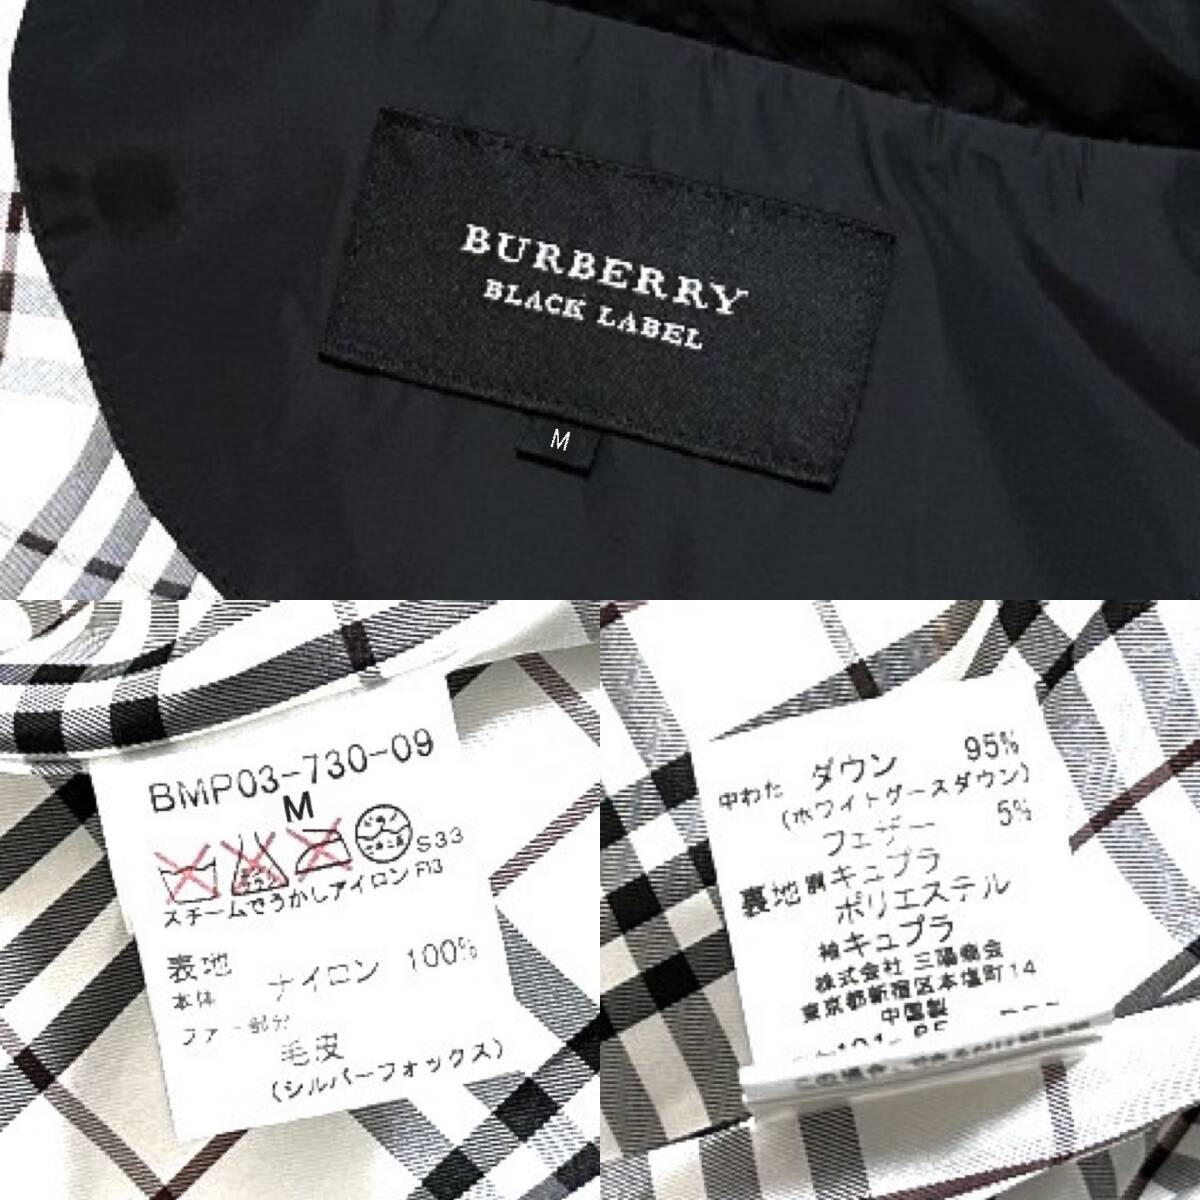 BURBERRY
BLACK LABEL
M
BMP03-730-09
M
S33
スチームでうかしアイロン F13
表地
本体 ナイロン 100%
ファー部分
毛皮
(シルバーフォックス)
中わた ダウン 95%
(ホワイトグースダウン)
フェザー 5%
裏地 キュプラ
ポリエステル
袖キュプラ
株式会社 三陽商会
東京都新宿区本塩町14
中国製